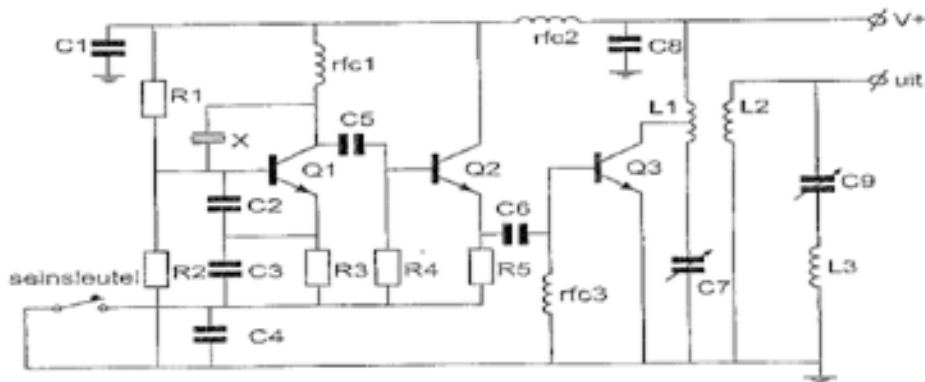 C1
rfc1
rfc2
C8
V+
uit
R1
X
C5
Q1
Q2
Q3
L1
L2
C9
C2
C6
seinsleutel
R2
C3
R3
R4
R5
rfc3
C7
L3
C4